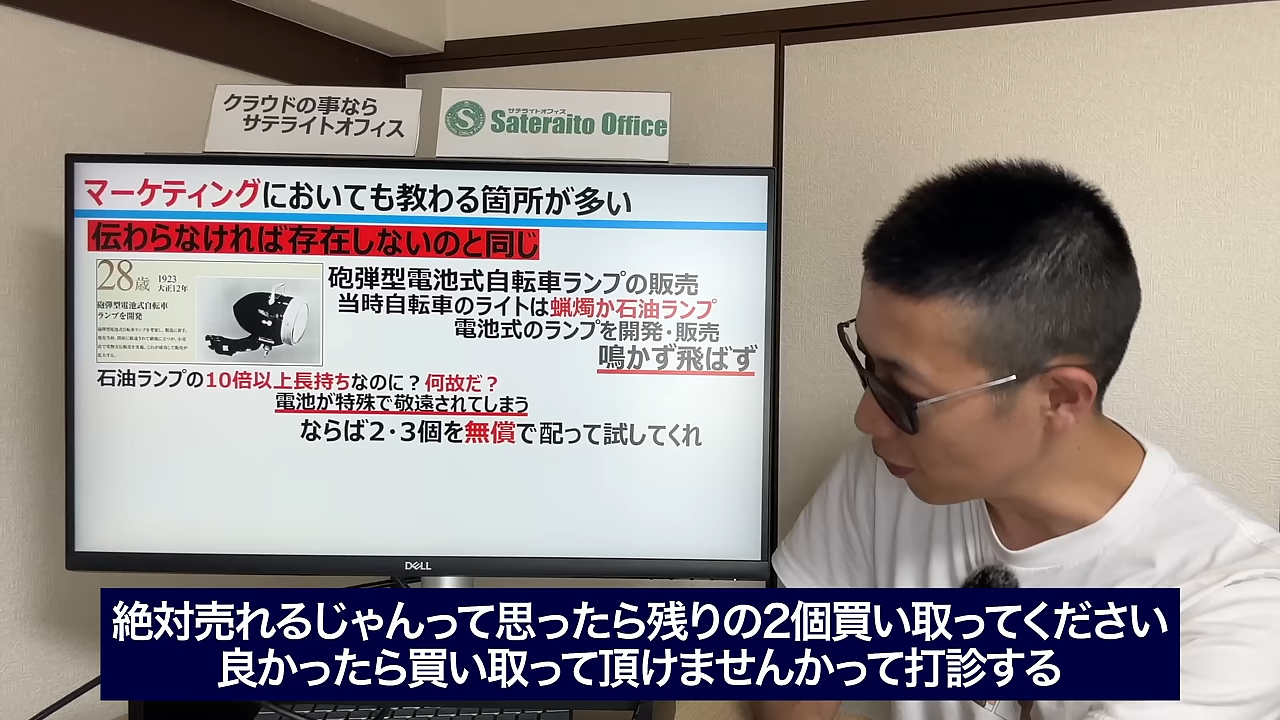 クラウドの事なら
サテライトオフィス
サテライトオフィス
Sateraito Office
マーケティングにおいても教わる箇所が多い
伝わらなければ存在しないのと同じ
28歳 1923 大正12年
砲弾型電池式自転車
ランプを開発
砲弾型電池式自転車ランプの販売
当時自転車のライトは蝋燭か石油ランプ
電池式のランプを開発・販売
鳴かず飛ばず
石油ランプの10倍以上長持ちなのに？何故だ？
電池が特殊で敬遠されてしまう
ならば2・3個を無償で配って試してくれ
DELL
絶対売れるじゃんって思ったら残りの2個買い取ってください
良かったら買い取って頂けませんかって打診する